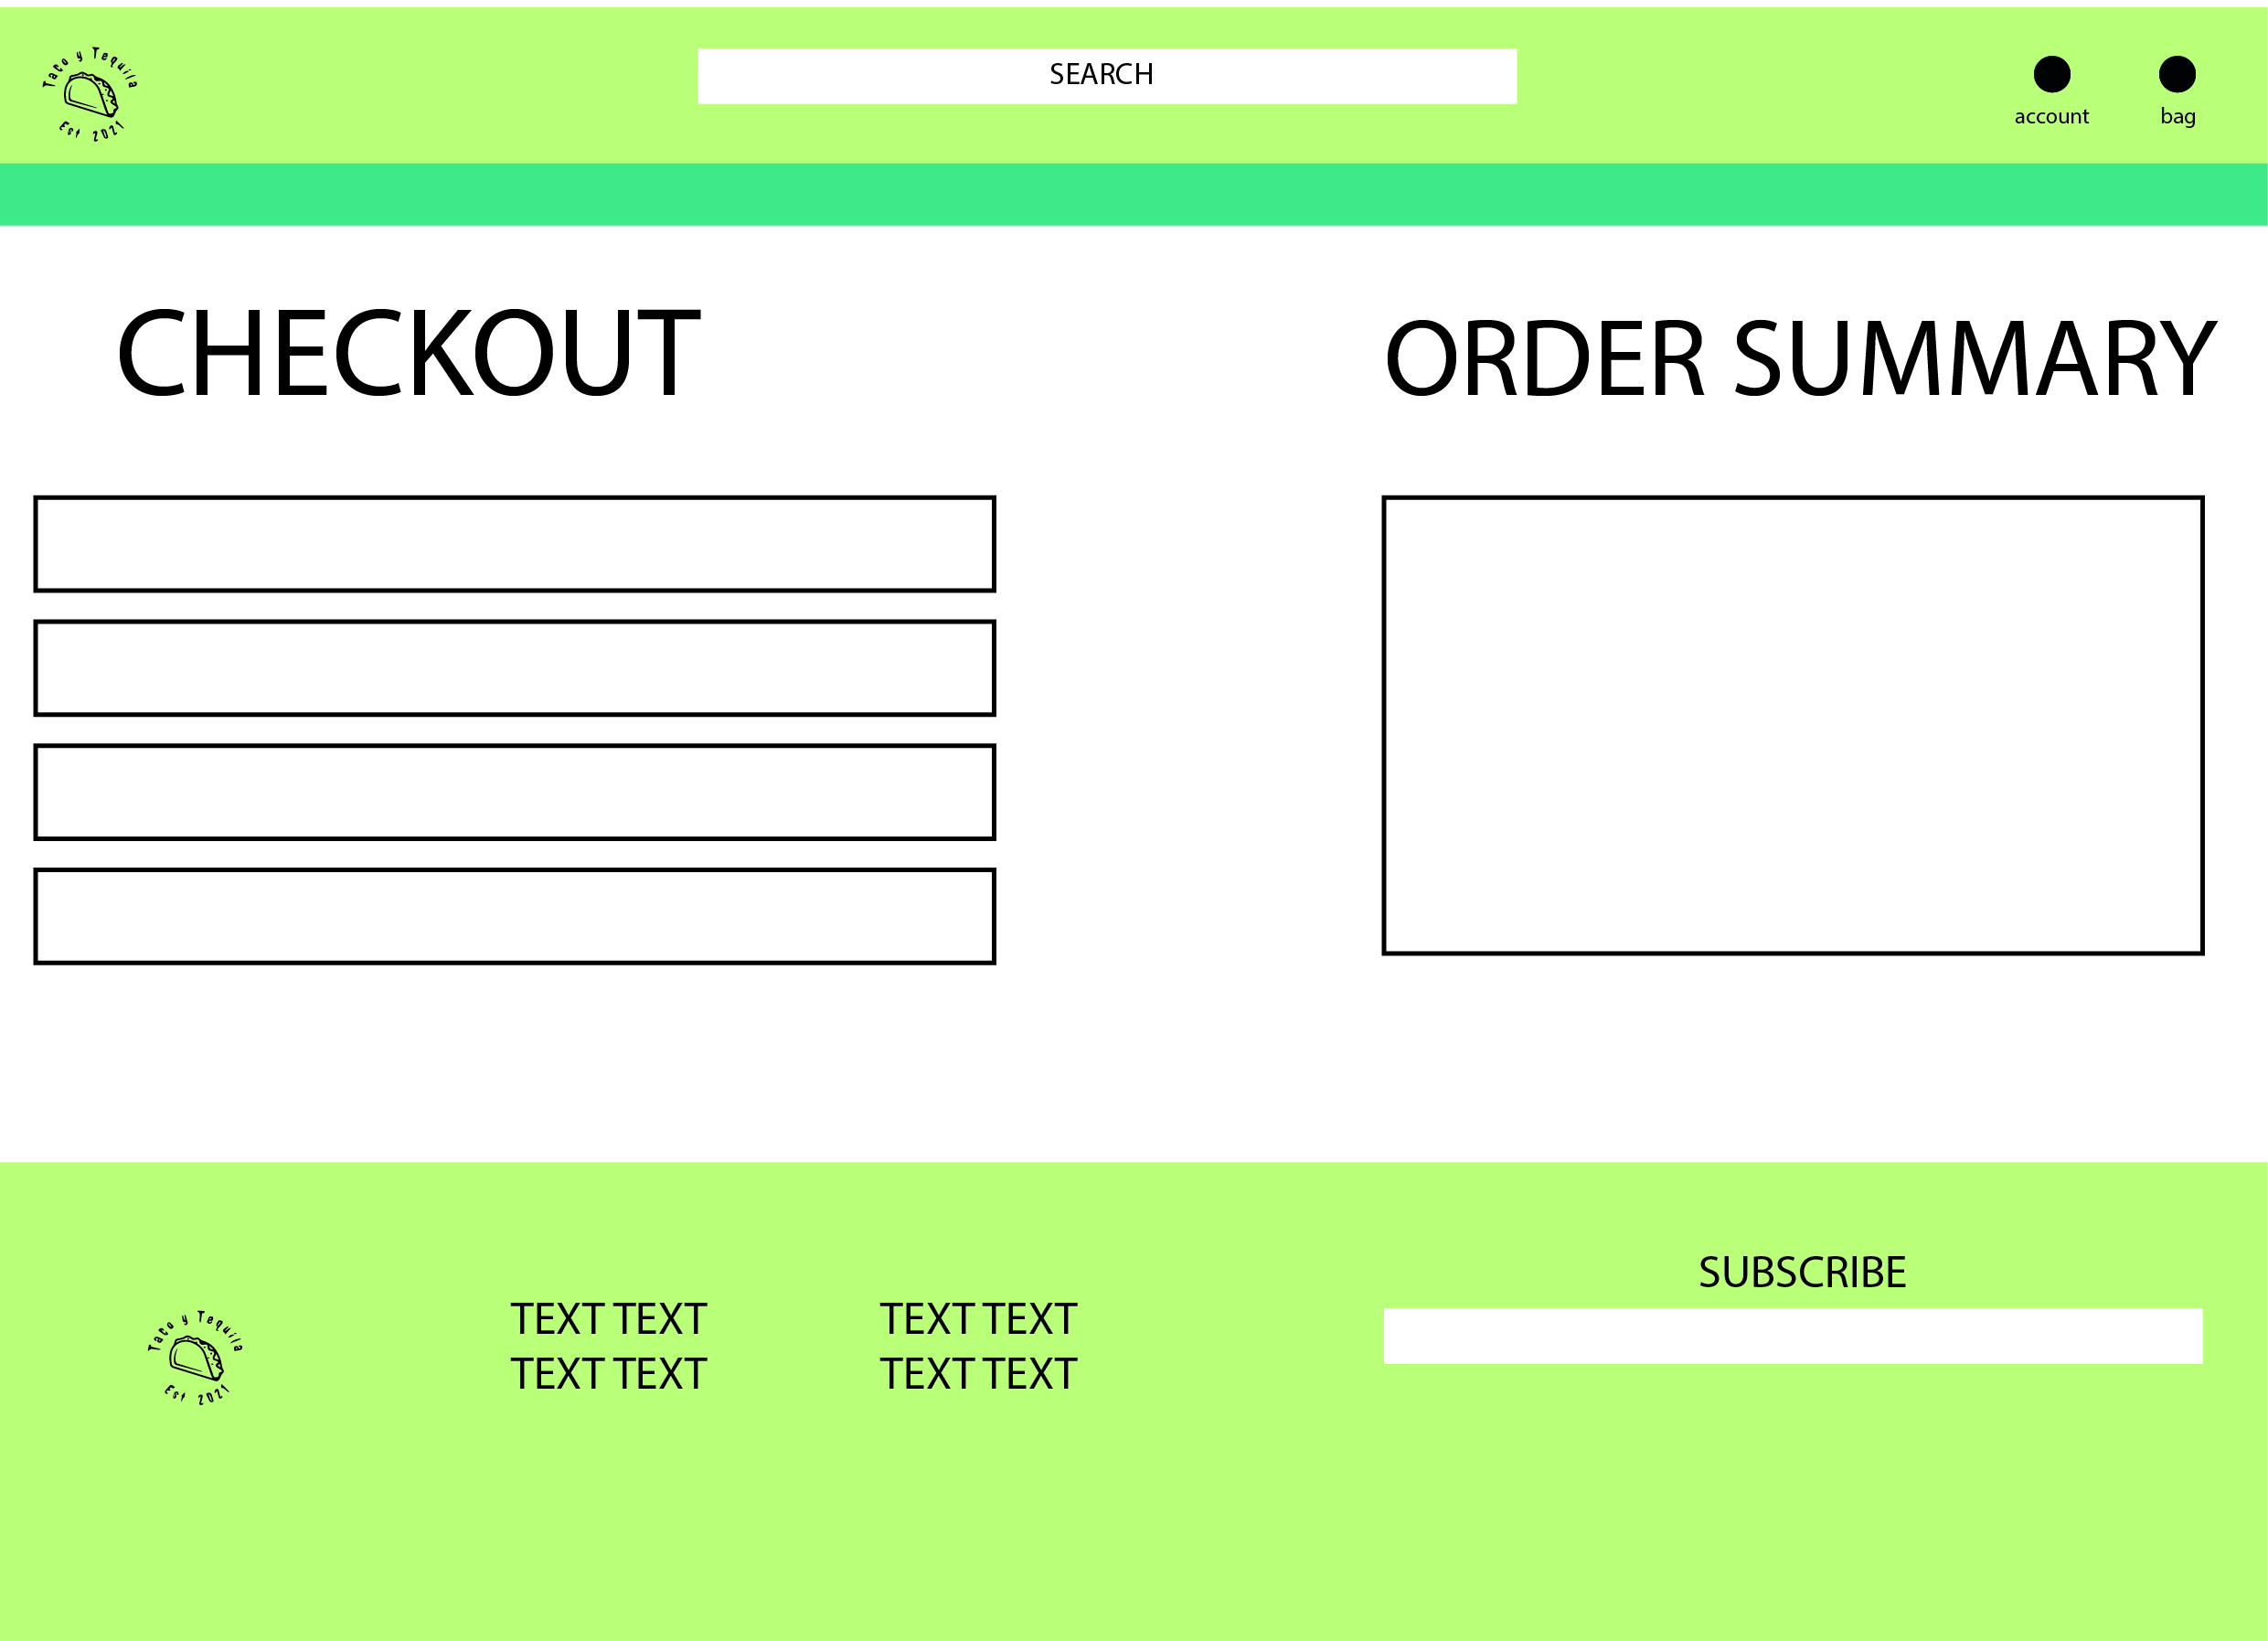 Taco y Tequila
Est 2021
SEARCH
account
bag
CHECKOUT
ORDER SUMMARY
Taco y Tequila
Est 2021
TEXT TEXT
TEXT TEXT
TEXT TEXT
TEXT TEXT
SUBSCRIBE